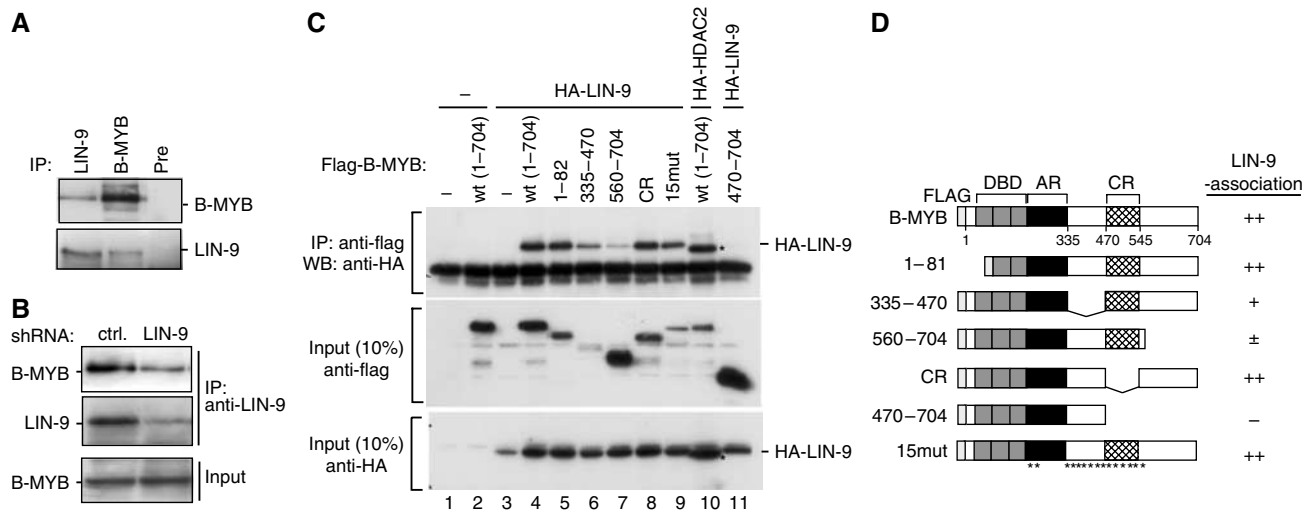 A
IP:
LIN-9
B-MYB
Pre
B-MYB
LIN-9
B
shRNA:
ctrl.
LIN-9
B-MYB
LIN-9
IP:
anti-LIN-9
B-MYB
Input
C
–
HA-LIN-9
HA-HDAC2
HA-LIN-9
Flag-B-MYB:
–
wt (1–704)
–
wt (1–704)
1–82
335–470
560–704
CR
15mut
wt (1–704)
470–704
IP: anti-flag
WB: anti-HA
HA-LIN-9
*
Input (10%)
anti-flag
Input (10%)
anti-HA
HA-LIN-9
*
1 2 3 4 5 6 7 8 9 10 11
D
LIN-9
-association
FLAG
DBD
AR
CR
B-MYB
++
1 335 470 545 704
1–81
++
335–470
+
560–704
±
CR
++
470–704
–
15mut
++
** ************